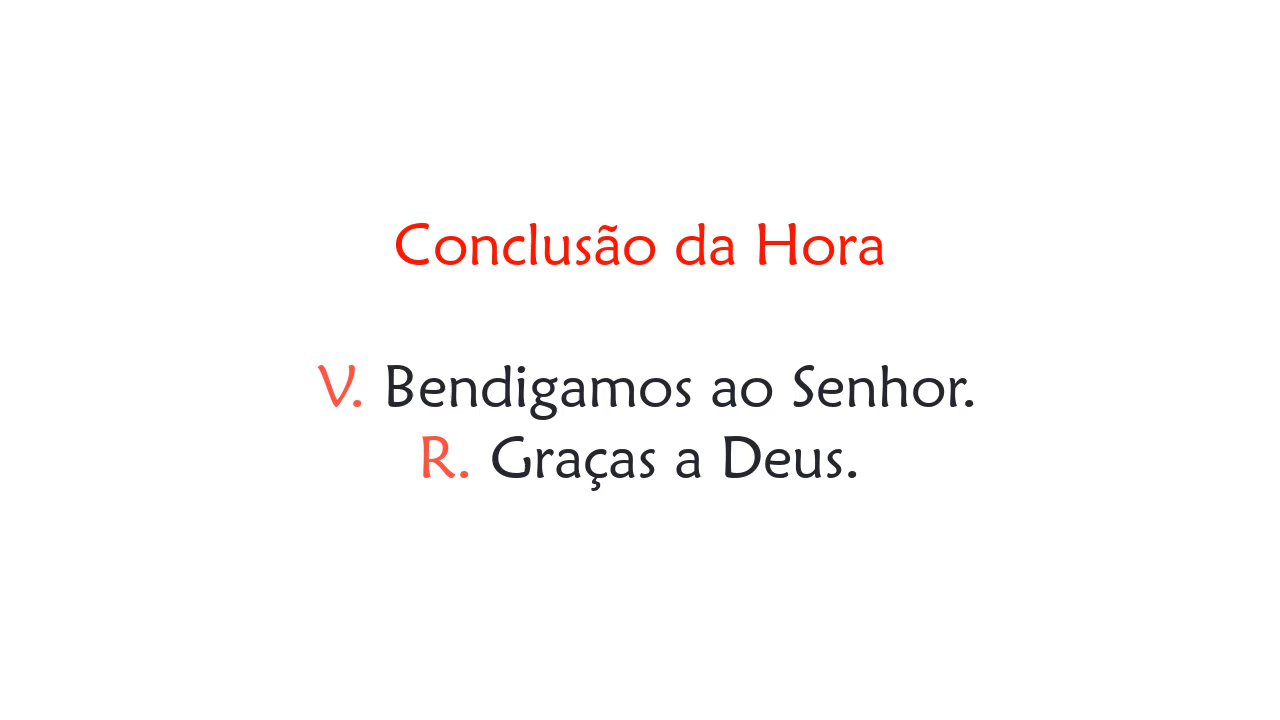 Conclusão da Hora
V. Bendigamos ao Senhor.
R. Graças a Deus.